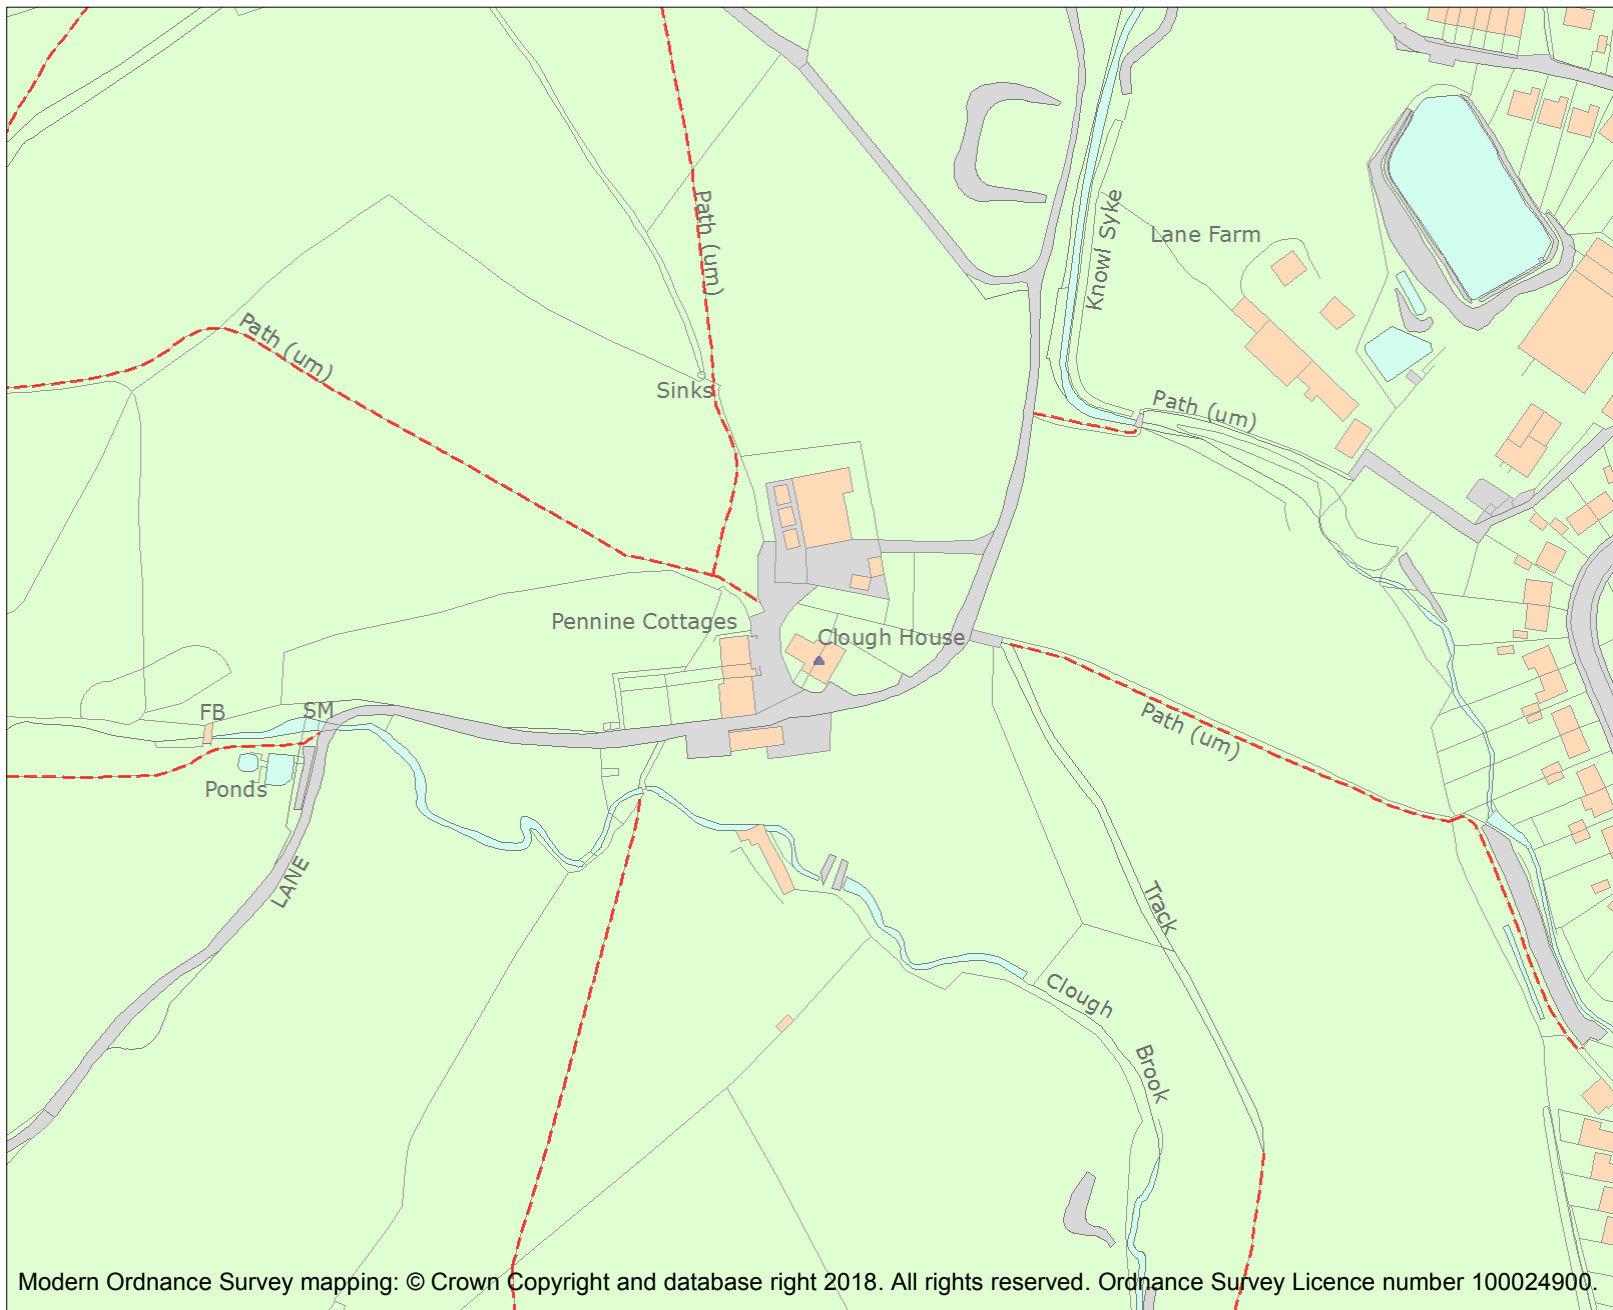 Path (um)
Knowl Syke
Lane Farm
Path (um)
Sinks
Path (um)
Pennine Cottages
Clough House
FB
SM
Path (um)
Ponds
LANE
Track
Clough
Brook
Modern Ordnance Survey mapping: © Crown Copyright and database right 2018. All rights reserved. Ordnance Survey Licence number 100024900.